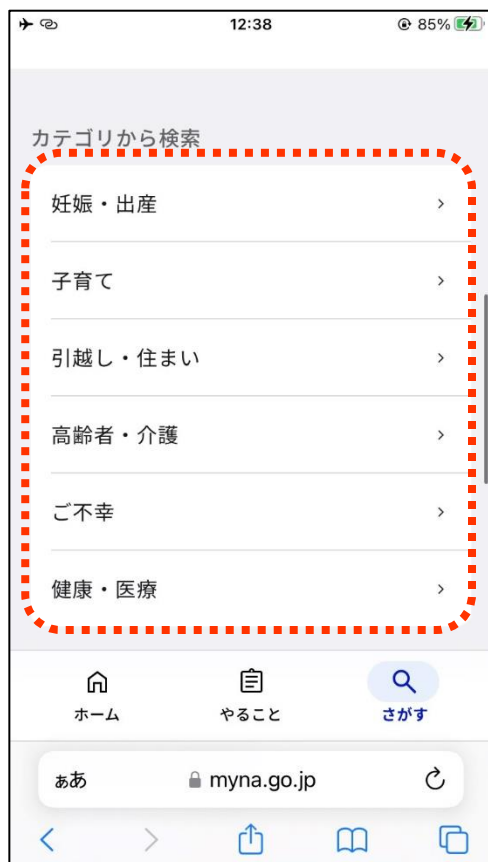 12:38
85%
カテゴリから検索
妊娠・出産
子育て
引越し・住まい
高齢者・介護
ご不幸
健康・医療
ホーム やること さがす
ぁあ myna.go.jp